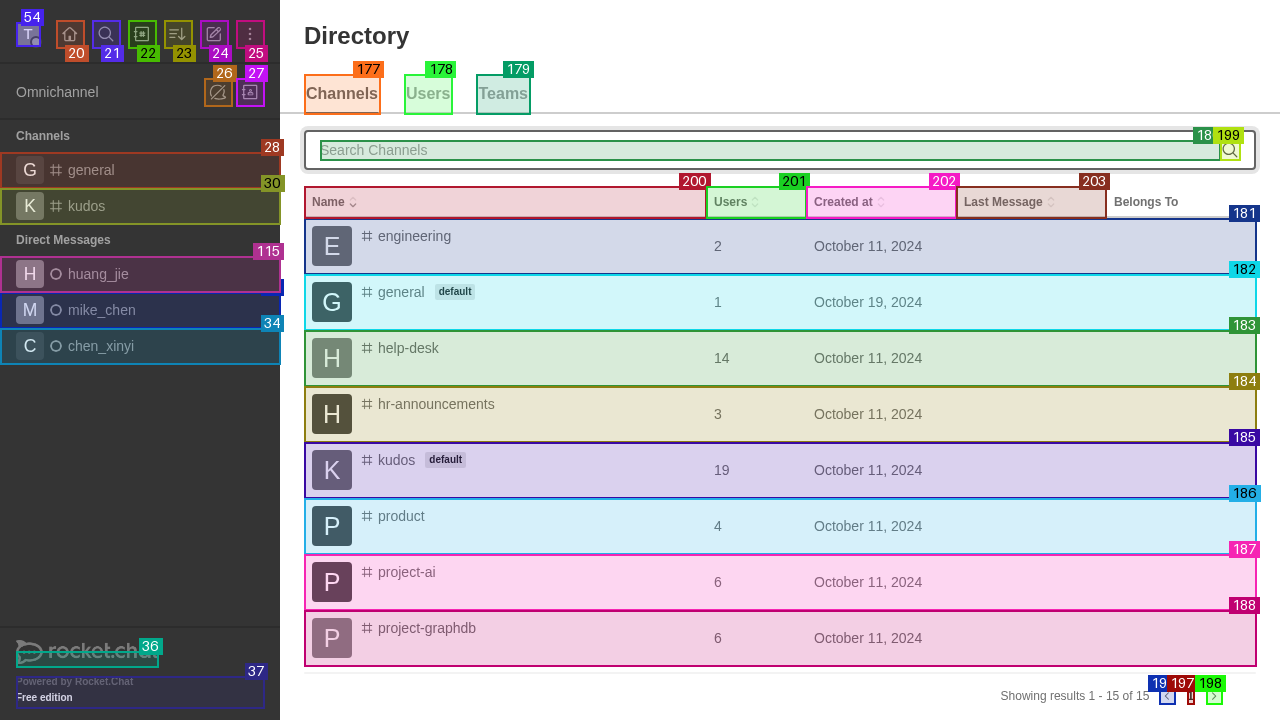 54
T
20
21
22
23
24
25
Omnichannel
26
27
Channels
28
G general
30
K kudos
Direct Messages
115
H huang_jie
M mike_chen
34
C chen_xinyi
36
rocket.chat
37
Powered by Rocket.Chat
Free edition
Directory
177
178
179
Channels Users Teams
Search Channels
18
199
200
201
202
203
Name Users Created at Last Message Belongs To
181
E engineering 2 October 11, 2024
182
G general default 1 October 19, 2024
183
H help-desk 14 October 11, 2024
184
H hr-announcements 3 October 11, 2024
185
K kudos default 19 October 11, 2024
186
P product 4 October 11, 2024
187
P project-ai 6 October 11, 2024
188
P project-graphdb 6 October 11, 2024
19
197
198
Showing results 1 - 15 of 15